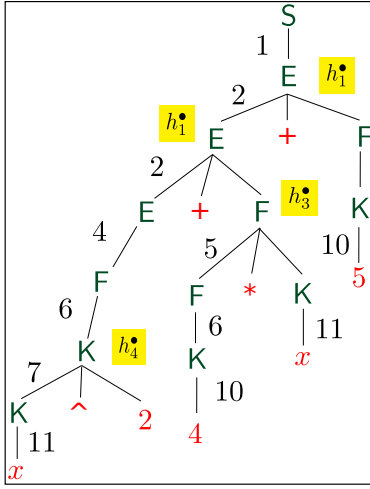 S
1
E h₁•
2
h₁• E + F
2
E + F h₃• K
4 5 10
F F * K 5
6 6 11
K h₄• K x
7 10
K ^ 2 4
11
x